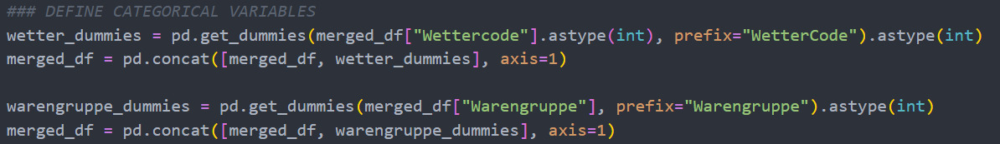 ### DEFINE CATEGORICAL VARIABLES
wetter_dummies = pd.get_dummies(merged_df["Wettercode"].astype(int), prefix="WetterCode").astype(int)
merged_df = pd.concat([merged_df, wetter_dummies], axis=1)
warengruppe_dummies = pd.get_dummies(merged_df["Warengruppe"], prefix="Warengruppe").astype(int)
merged_df = pd.concat([merged_df, warengruppe_dummies], axis=1)